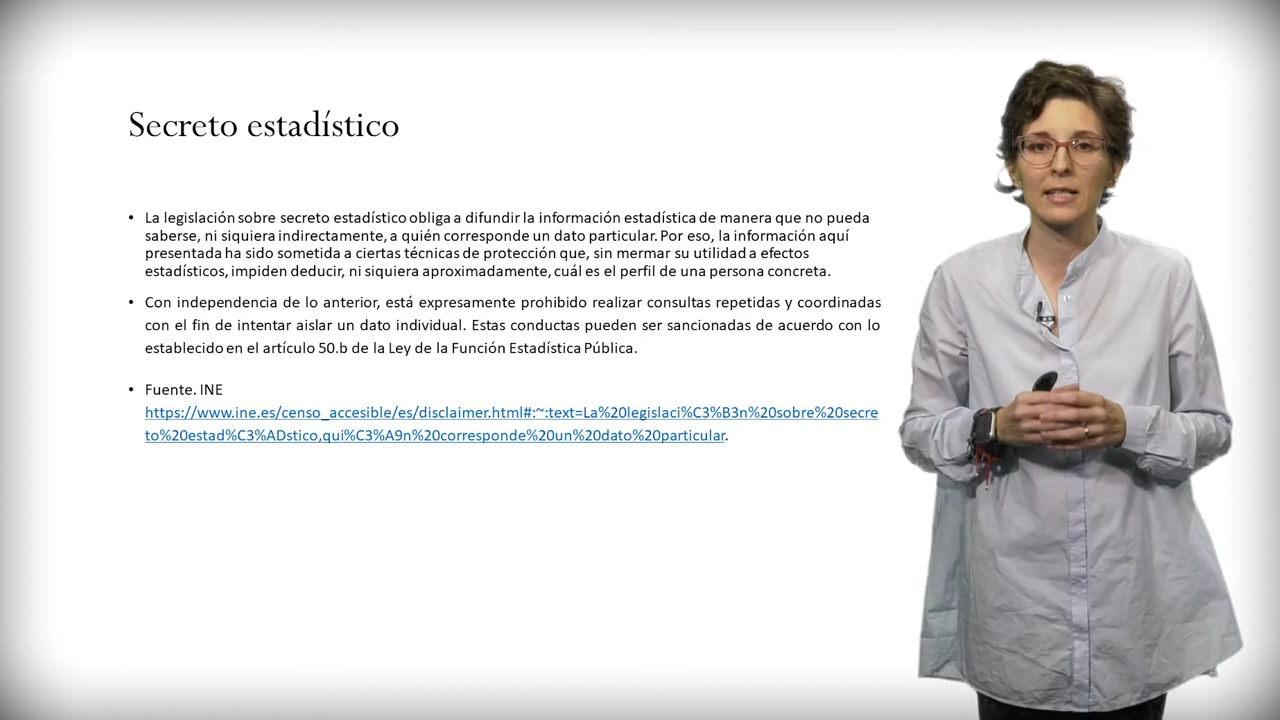 Secreto estadístico
• La legislación sobre secreto estadístico obliga a difundir la información estadística de manera que no pueda
saberse, ni siquiera indirectamente, a quién corresponde un dato particular. Por eso, la información aquí
presentada ha sido sometida a ciertas técnicas de protección que, sin mermar su utilidad a efectos
estadísticos, impiden deducir, ni siquiera aproximadamente, cuál es el perfil de una persona concreta.
• Con independencia de lo anterior, está expresamente prohibido realizar consultas repetidas y coordinadas
con el fin de intentar aislar un dato individual. Estas conductas pueden ser sancionadas de acuerdo con lo
establecido en el artículo 50.b de la Ley de la Función Estadística Pública.
• Fuente. INE
https://www.ine.es/censo_accesible/es/disclaimer.html#:~:text=La%20legislaci%C3%B3n%20sobre%20secre
to%20estad%C3%ADstico,qui%C3%A9n%20corresponde%20un%20dato%20particular.